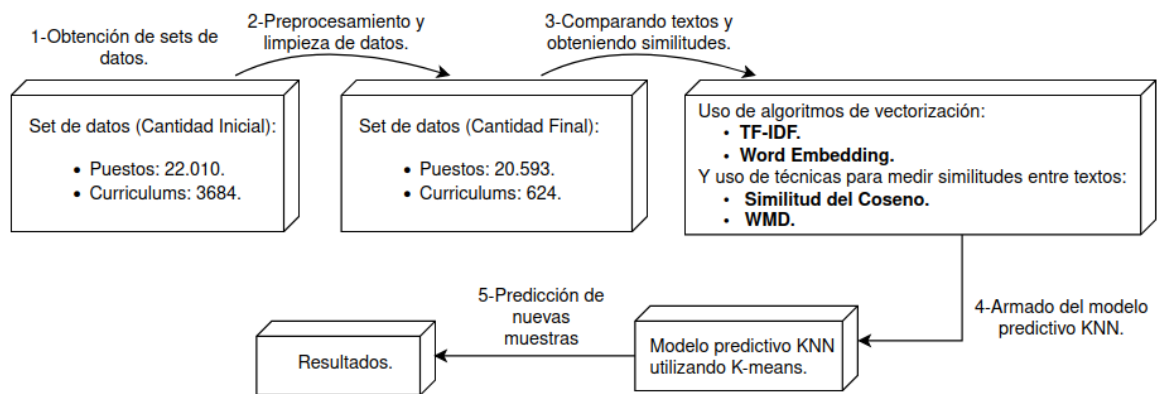 1-Obtención de sets de
datos.
2-Preprocesamiento y
limpieza de datos.
3-Comparando textos y
obteniendo similitudes.
Set de datos (Cantidad Inicial):
• Puestos: 22.010.
• Curriculums: 3684.
Set de datos (Cantidad Final):
• Puestos: 20.593.
• Curriculums: 624.
Uso de algoritmos de vectorización:
• TF-IDF.
• Word Embedding.
Y uso de técnicas para medir similitudes entre textos:
• Similitud del Coseno.
• WMD.
4-Armado del modelo
predictivo KNN.
Modelo predictivo KNN
utilizando K-means.
5-Predicción de
nuevas
muestras
Resultados.